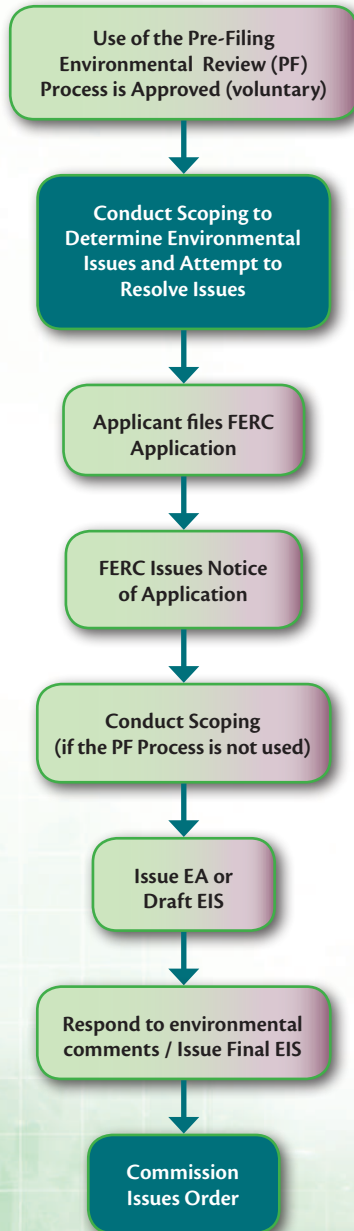 Use of the Pre-Filing
Environmental Review (PF)
Process is Approved (voluntary)
Conduct Scoping to
Determine Environmental
Issues and Attempt to
Resolve Issues
Applicant files FERC
Application
FERC Issues Notice
of Application
Conduct Scoping
(if the PF Process is not used)
Issue EA or
Draft EIS
Respond to environmental
comments / Issue Final EIS
Commission
Issues Order